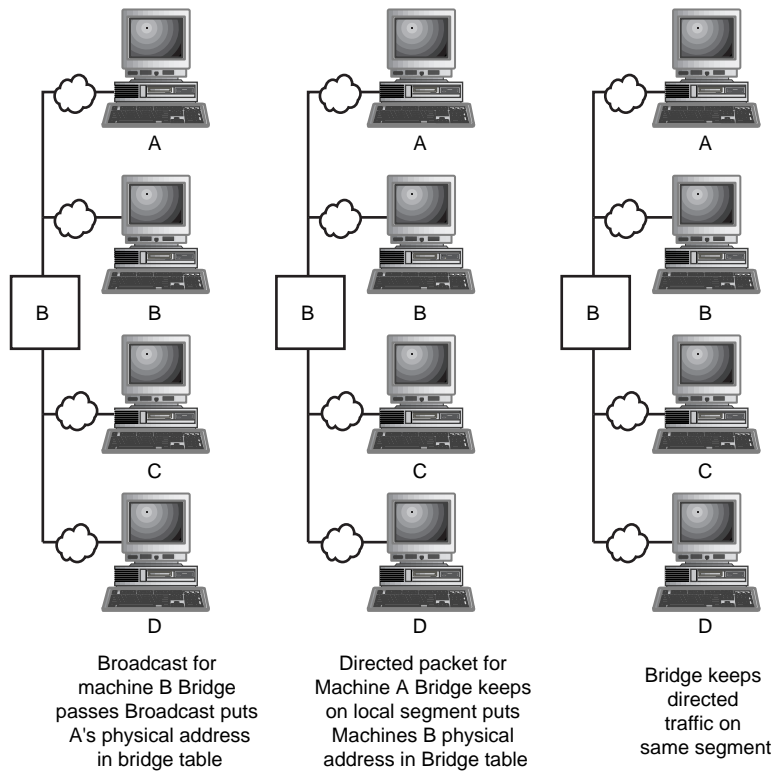 A
A
A
B
B
B
B
B
B
C
C
C
D
D
D
Broadcast for
machine B Bridge
passes Broadcast puts
A's physical address
in bridge table
Directed packet for
Machine A Bridge keeps
on local segment puts
Machines B physical
address in Bridge table
Bridge keeps
directed
traffic on
same segment